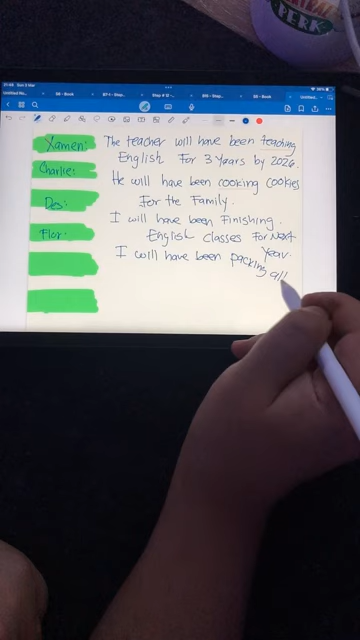 PERK
Xamen: The teacher will have been teaching
English For 3 Years by 2026.
Charlie: He will have been cooking cookies
For the Family.
Des: I will have been Finishing
English classes For Next
Year.
Flor: I will have been packing all